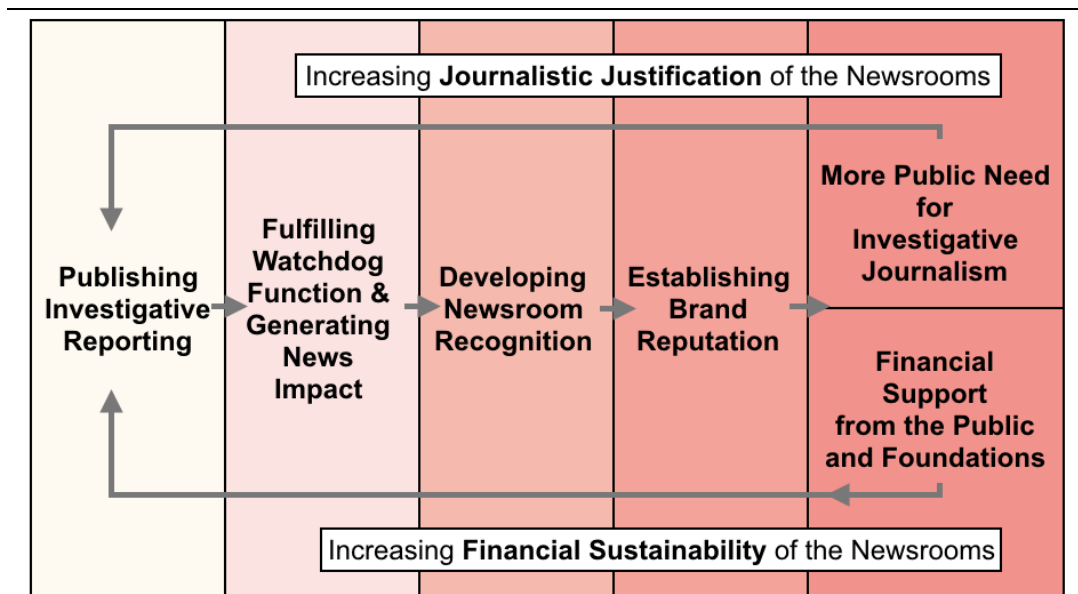 Increasing Journalistic Justification of the Newsrooms
Publishing
Investigative
Reporting
Fulfilling
Watchdog
Function &
Generating
News
Impact
Developing
Newsroom
Recognition
Establishing
Brand
Reputation
More Public Need
for
Investigative
Journalism
Financial
Support
from the Public
and Foundations
Increasing Financial Sustainability of the Newsrooms